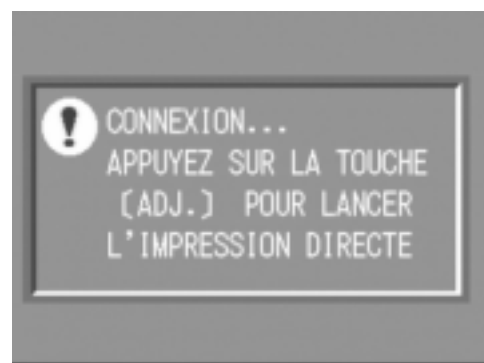 CONNEXION...
APPUYEZ SUR LA TOUCHE
[ADJ.] POUR LANCER
L'IMPRESSION DIRECTE